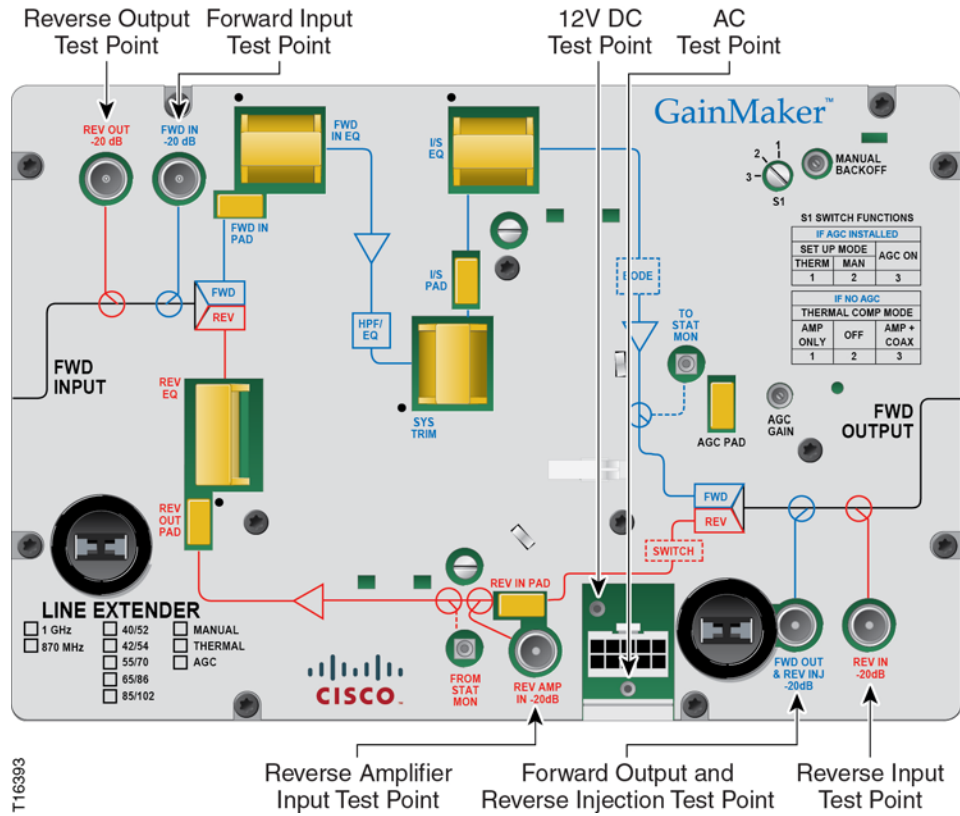 Reverse Output
Test Point
Forward Input
Test Point
12V DC
Test Point
AC
Test Point
REV OUT
-20 dB
FWD IN
-20 dB
FWD
IN EQ
I/S
EQ
GainMaker™
1
2
3
S1
MANUAL
BACKOFF
FWD IN
PAD
I/S
PAD
S1 SWITCH FUNCTIONS
IF AGC INSTALLED
SET UP MODE
AGC ON
THERM MAN
1 2 3
IF NO AGC
THERMAL COMP MODE
AMP
ONLY
OFF
AMP +
COAX
1 2 3
BODE
FWD
REV
HPF/
EQ
TO
STAT
MON
FWD
INPUT
REV
EQ
SYS
TRIM
AGC PAD
AGC
GAIN
FWD
OUTPUT
FWD
REV
REV
OUT
PAD
SWITCH
REV IN PAD
LINE EXTENDER
1 GHz
870 MHz
40/52
42/54
55/70
65/86
85/102
MANUAL
THERMAL
AGC
CISCO
FROM
STAT
MON
REV AMP
IN -20dB
FWD OUT
& REV INJ
-20dB
REV IN
-20dB
Reverse Amplifier
Input Test Point
Forward Output and
Reverse Injection Test Point
Reverse Input
Test Point
T16393